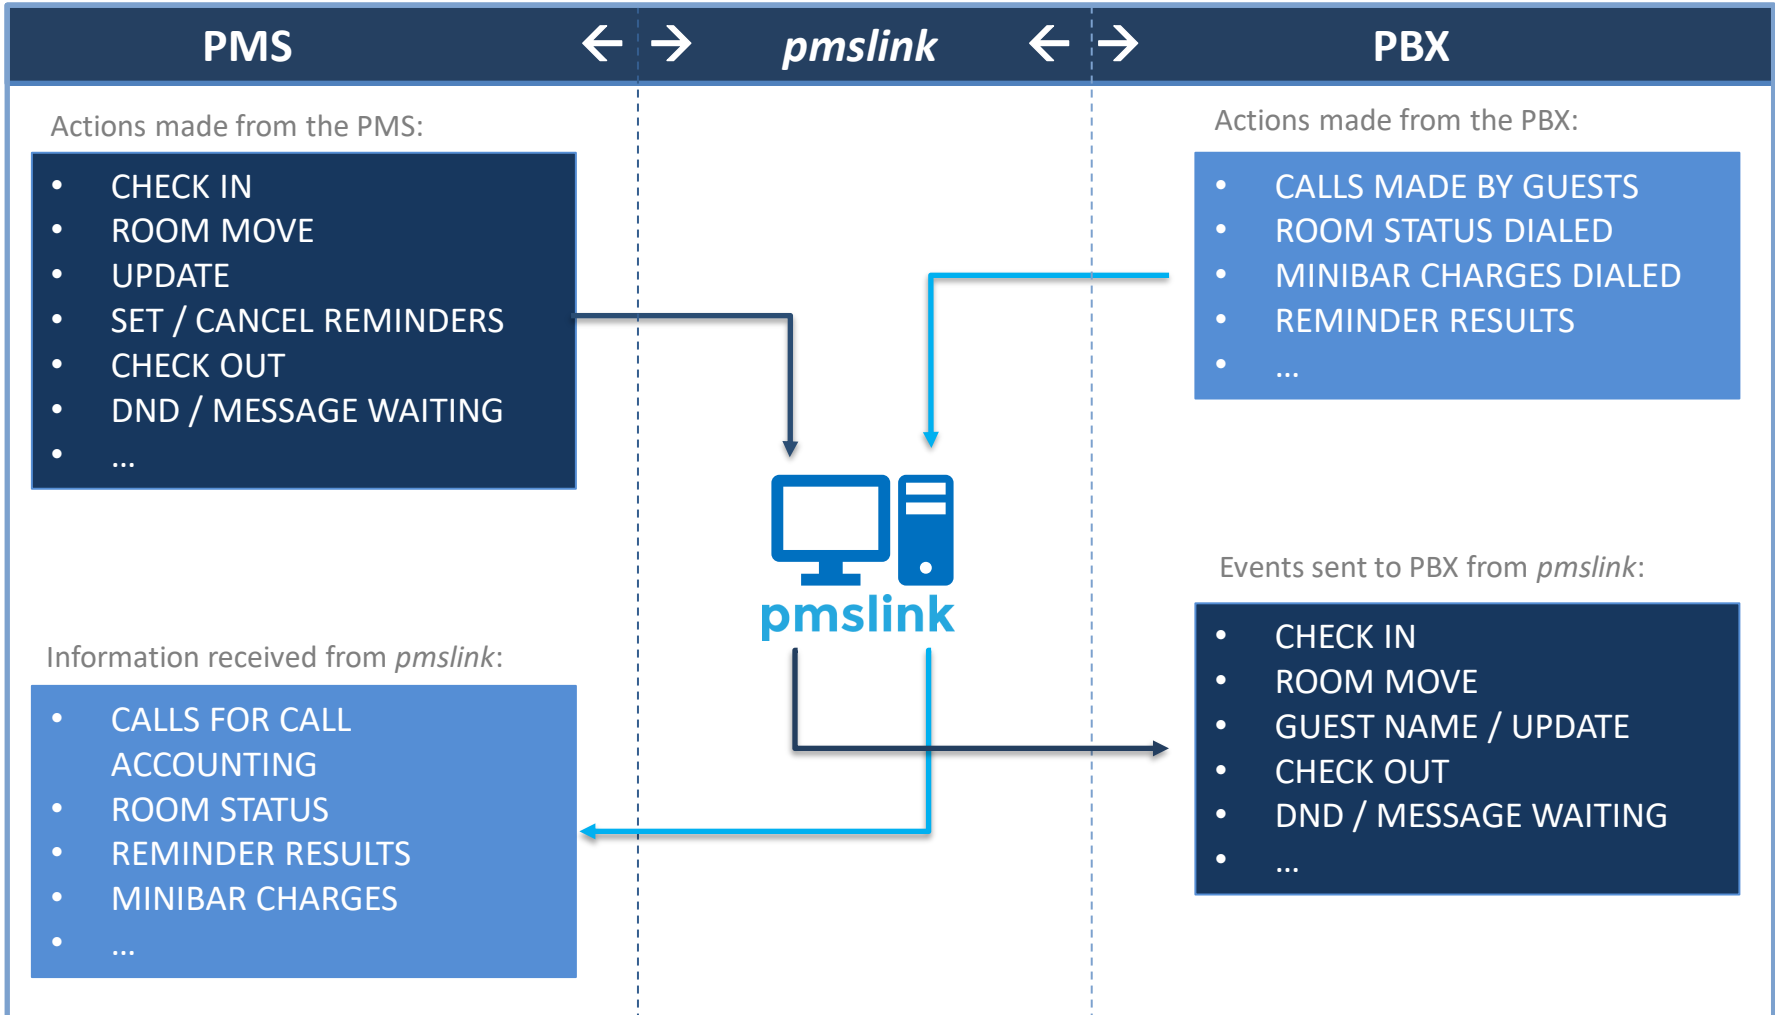 PMS
← → pmslink ← →
PBX
Actions made from the PMS:
• CHECK IN
• ROOM MOVE
• UPDATE
• SET / CANCEL REMINDERS
• CHECK OUT
• DND / MESSAGE WAITING
• ...
Actions made from the PBX:
• CALLS MADE BY GUESTS
• ROOM STATUS DIALED
• MINIBAR CHARGES DIALED
• REMINDER RESULTS
• ...
pmslink
Information received from pmslink:
• CALLS FOR CALL
ACCOUNTING
• ROOM STATUS
• REMINDER RESULTS
• MINIBAR CHARGES
• ...
Events sent to PBX from pmslink:
• CHECK IN
• ROOM MOVE
• GUEST NAME / UPDATE
• CHECK OUT
• DND / MESSAGE WAITING
• ...